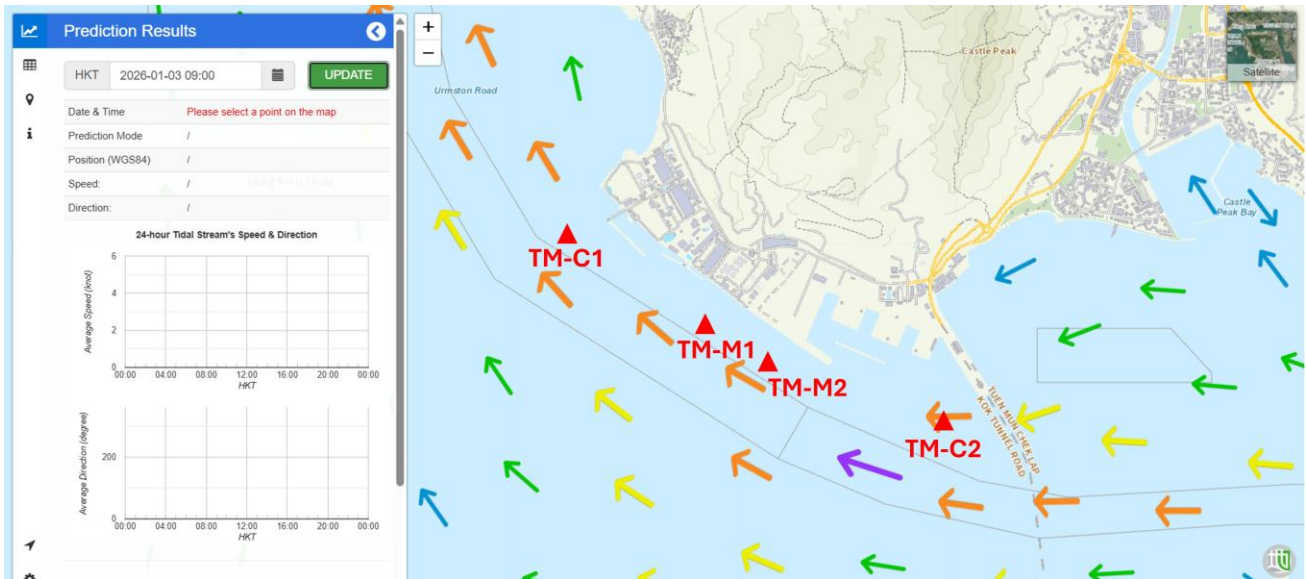 Prediction Results
HKT 2026-01-03 09:00 UPDATE
Date & Time Please select a point on the map
Prediction Mode /
Position (WGS84) /
Speed: /
Direction: /
24-hour Tidal Stream's Speed & Direction
Average Speed (knot)
6
4
2
0
00:00 04:00 08:00 12:00 16:00 20:00 00:00
HKT
Average Direction (degree)
200
0
00:00 04:00 08:00 12:00 16:00 20:00 00:00
HKT
+
−
Urmston Road
Castle Peak
Satellite
Castle
Peak Bay
TM-C1
TM-M1
TM-M2
TM-C2
TUEN MUN CHEK LAP
KOK TUNNEL ROAD